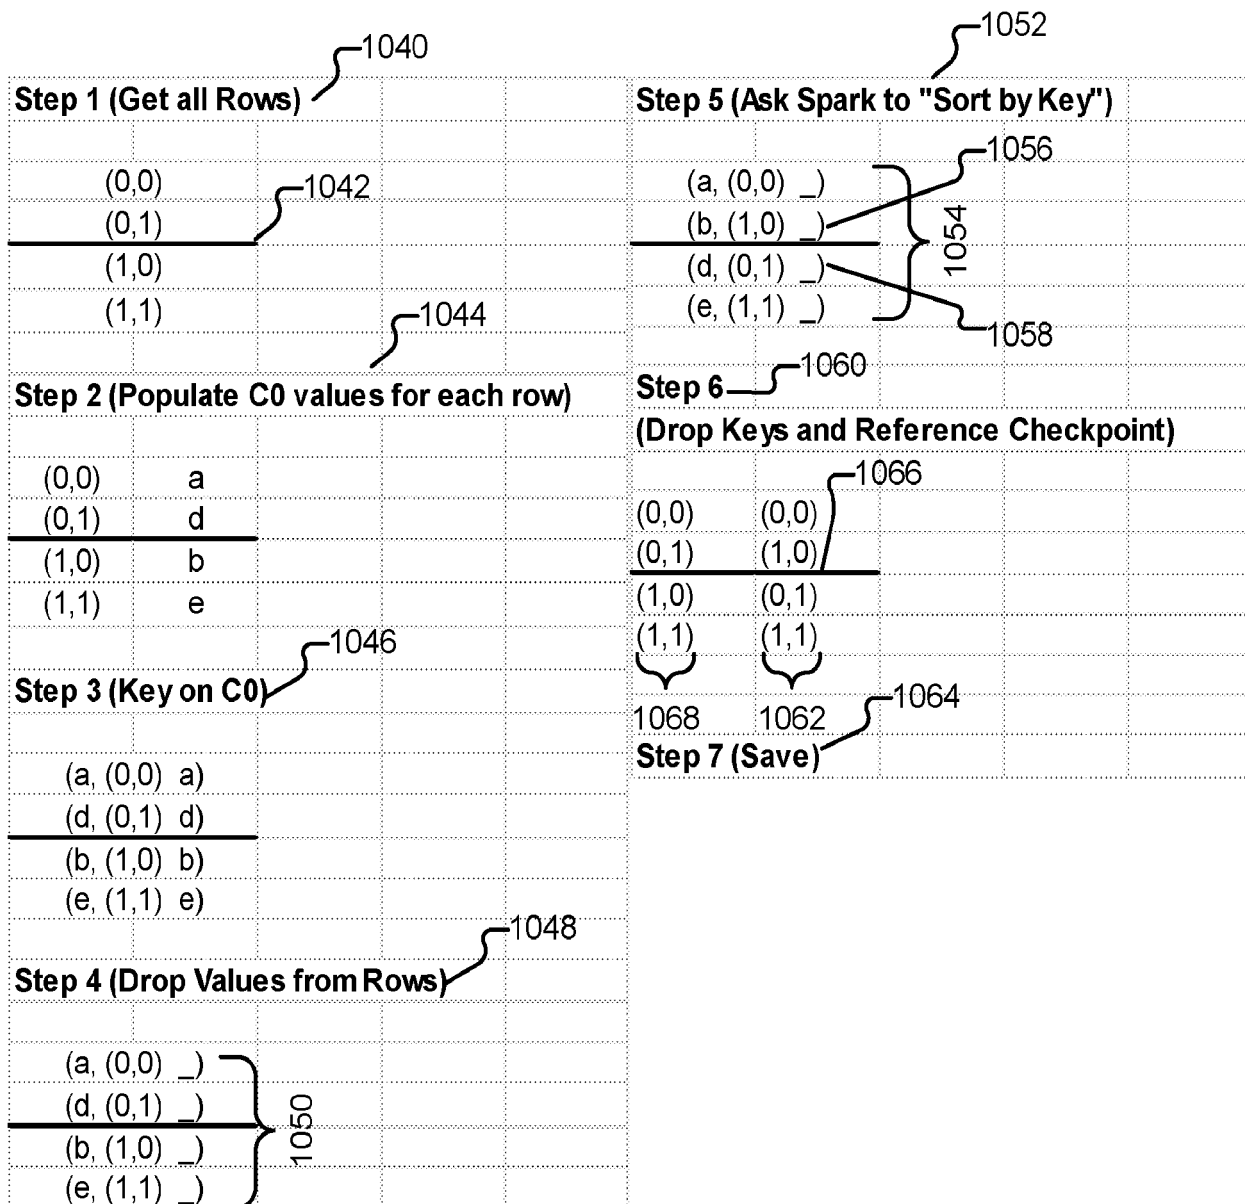 1040
Step 1 (Get all Rows)
(0,0)
1042
(0,1)
(1,0)
(1,1)
1044
Step 2 (Populate C0 values for each row)
(0,0) a
(0,1) d
(1,0) b
(1,1) e
1046
Step 3 (Key on C0)
(a, (0,0) a)
(d, (0,1) d)
(b, (1,0) b)
(e, (1,1) e)
1048
Step 4 (Drop Values from Rows)
(a, (0,0) _)
(d, (0,1) _)
1050
(b, (1,0) _)
(e, (1,1) _)
1052
Step 5 (Ask Spark to "Sort by Key")
1056
(a, (0,0) _)
(b, (1,0) _)
1054
(d, (0,1) _)
(e, (1,1) _)
1058
1060
Step 6
(Drop Keys and Reference Checkpoint)
1066
(0,0) (0,0)
(0,1) (1,0)
(1,0) (0,1)
(1,1) (1,1)
1064
1068 1062
Step 7 (Save)